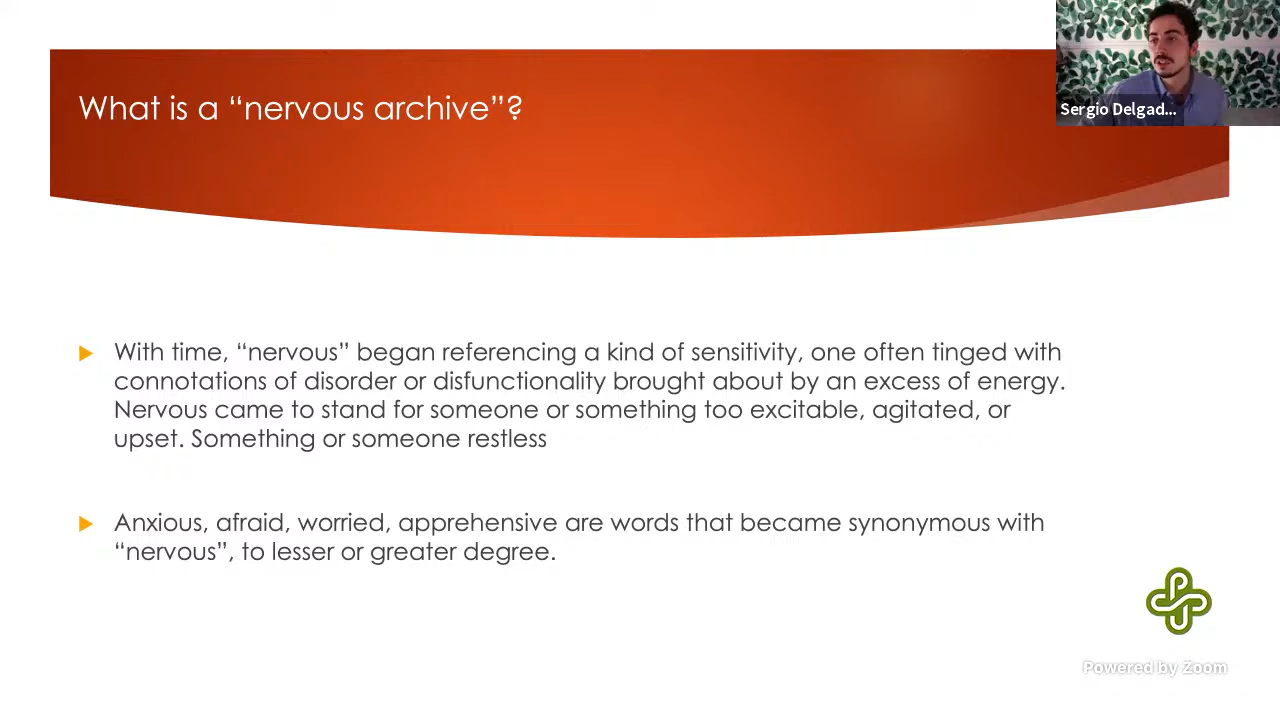 What is a “nervous archive”?
Sergio Delgad...
With time, “nervous” began referencing a kind of sensitivity, one often tinged with
connotations of disorder or disfunctionality brought about by an excess of energy.
Nervous came to stand for someone or something too excitable, agitated, or
upset. Something or someone restless
Anxious, afraid, worried, apprehensive are words that became synonymous with
“nervous”, to lesser or greater degree.
PSU
Powered by Zoom